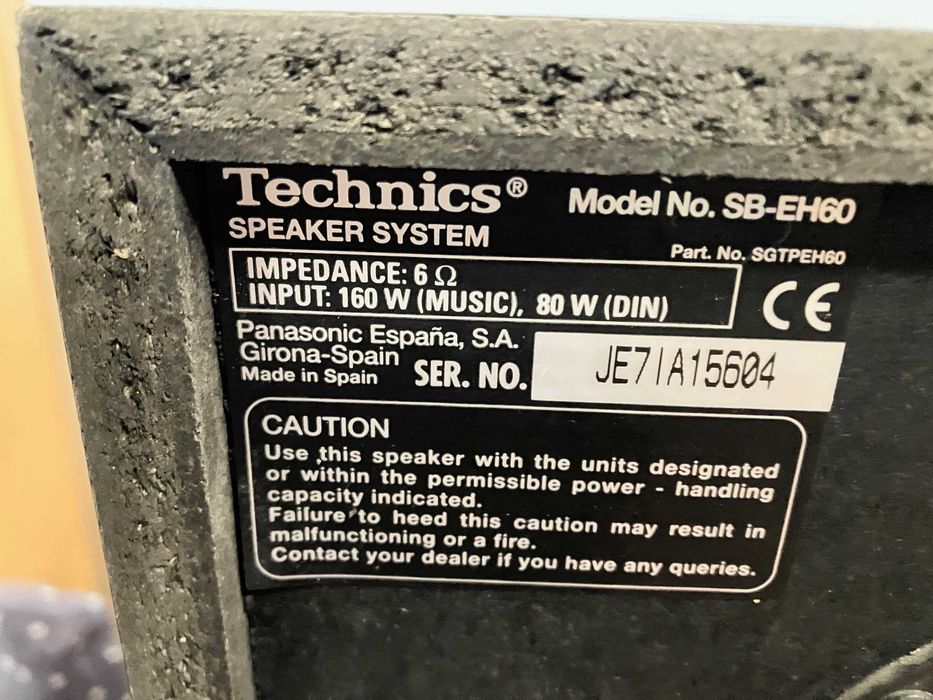 Technics®
Model No. SB-EH60
SPEAKER SYSTEM
Part. No. SGTPEH60
IMPEDANCE: 6 Ω
INPUT: 160 W (MUSIC), 80 W (DIN)
CE
Panasonic España, S.A.
Girona-Spain
Made in Spain
SER. NO. JE7IA15604
CAUTION
Use this speaker with the units designated
or within the permissible power - handling
capacity indicated.
Failure to heed this caution may result in
malfunctioning or a fire.
Contact your dealer if you have any queries.